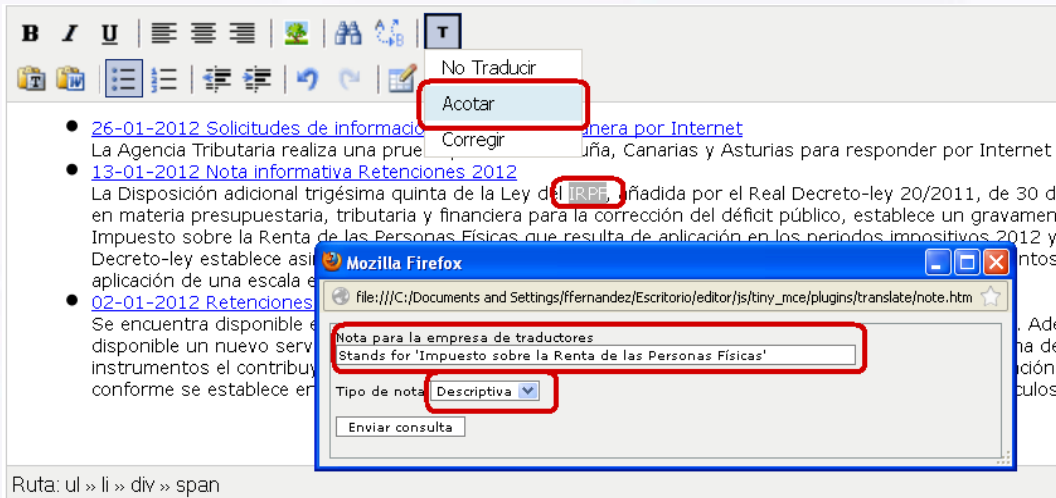 B I U T
No Traducir
Acotar
Corregir
26-01-2012 Solicitudes de información anera por Internet
La Agencia Tributaria realiza una prue uña, Canarias y Asturias para responder por Internet
13-01-2012 Nota informativa Retenciones 2012
La Disposición adicional trigésima quinta de la Ley del IRPF, añadida por el Real Decreto-ley 20/2011, de 30 d
en materia presupuestaria, tributaria y financiera para la corrección del déficit público, establece un gravamen
Impuesto sobre la Renta de las Personas Físicas que resulta de aplicación en los periodos impositivos 2012 y
Decreto-ley establece asi ntos
aplicación de una escala e
02-01-2012 Retenciones
Se encuentra disponible e . Ade
disponible un nuevo serv na de
instrumentos el contribuy ación
conforme se establece en culos
Mozilla Firefox
file:///C:/Documents and Settings/ffernandez/Escritorio/editor/js/tiny_mce/plugins/translate/note.htm
Nota para la empresa de traductores
Stands for 'Impuesto sobre la Renta de las Personas Físicas'
Tipo de nota Descriptiva
Enviar consulta
Ruta: ul » li » div » span